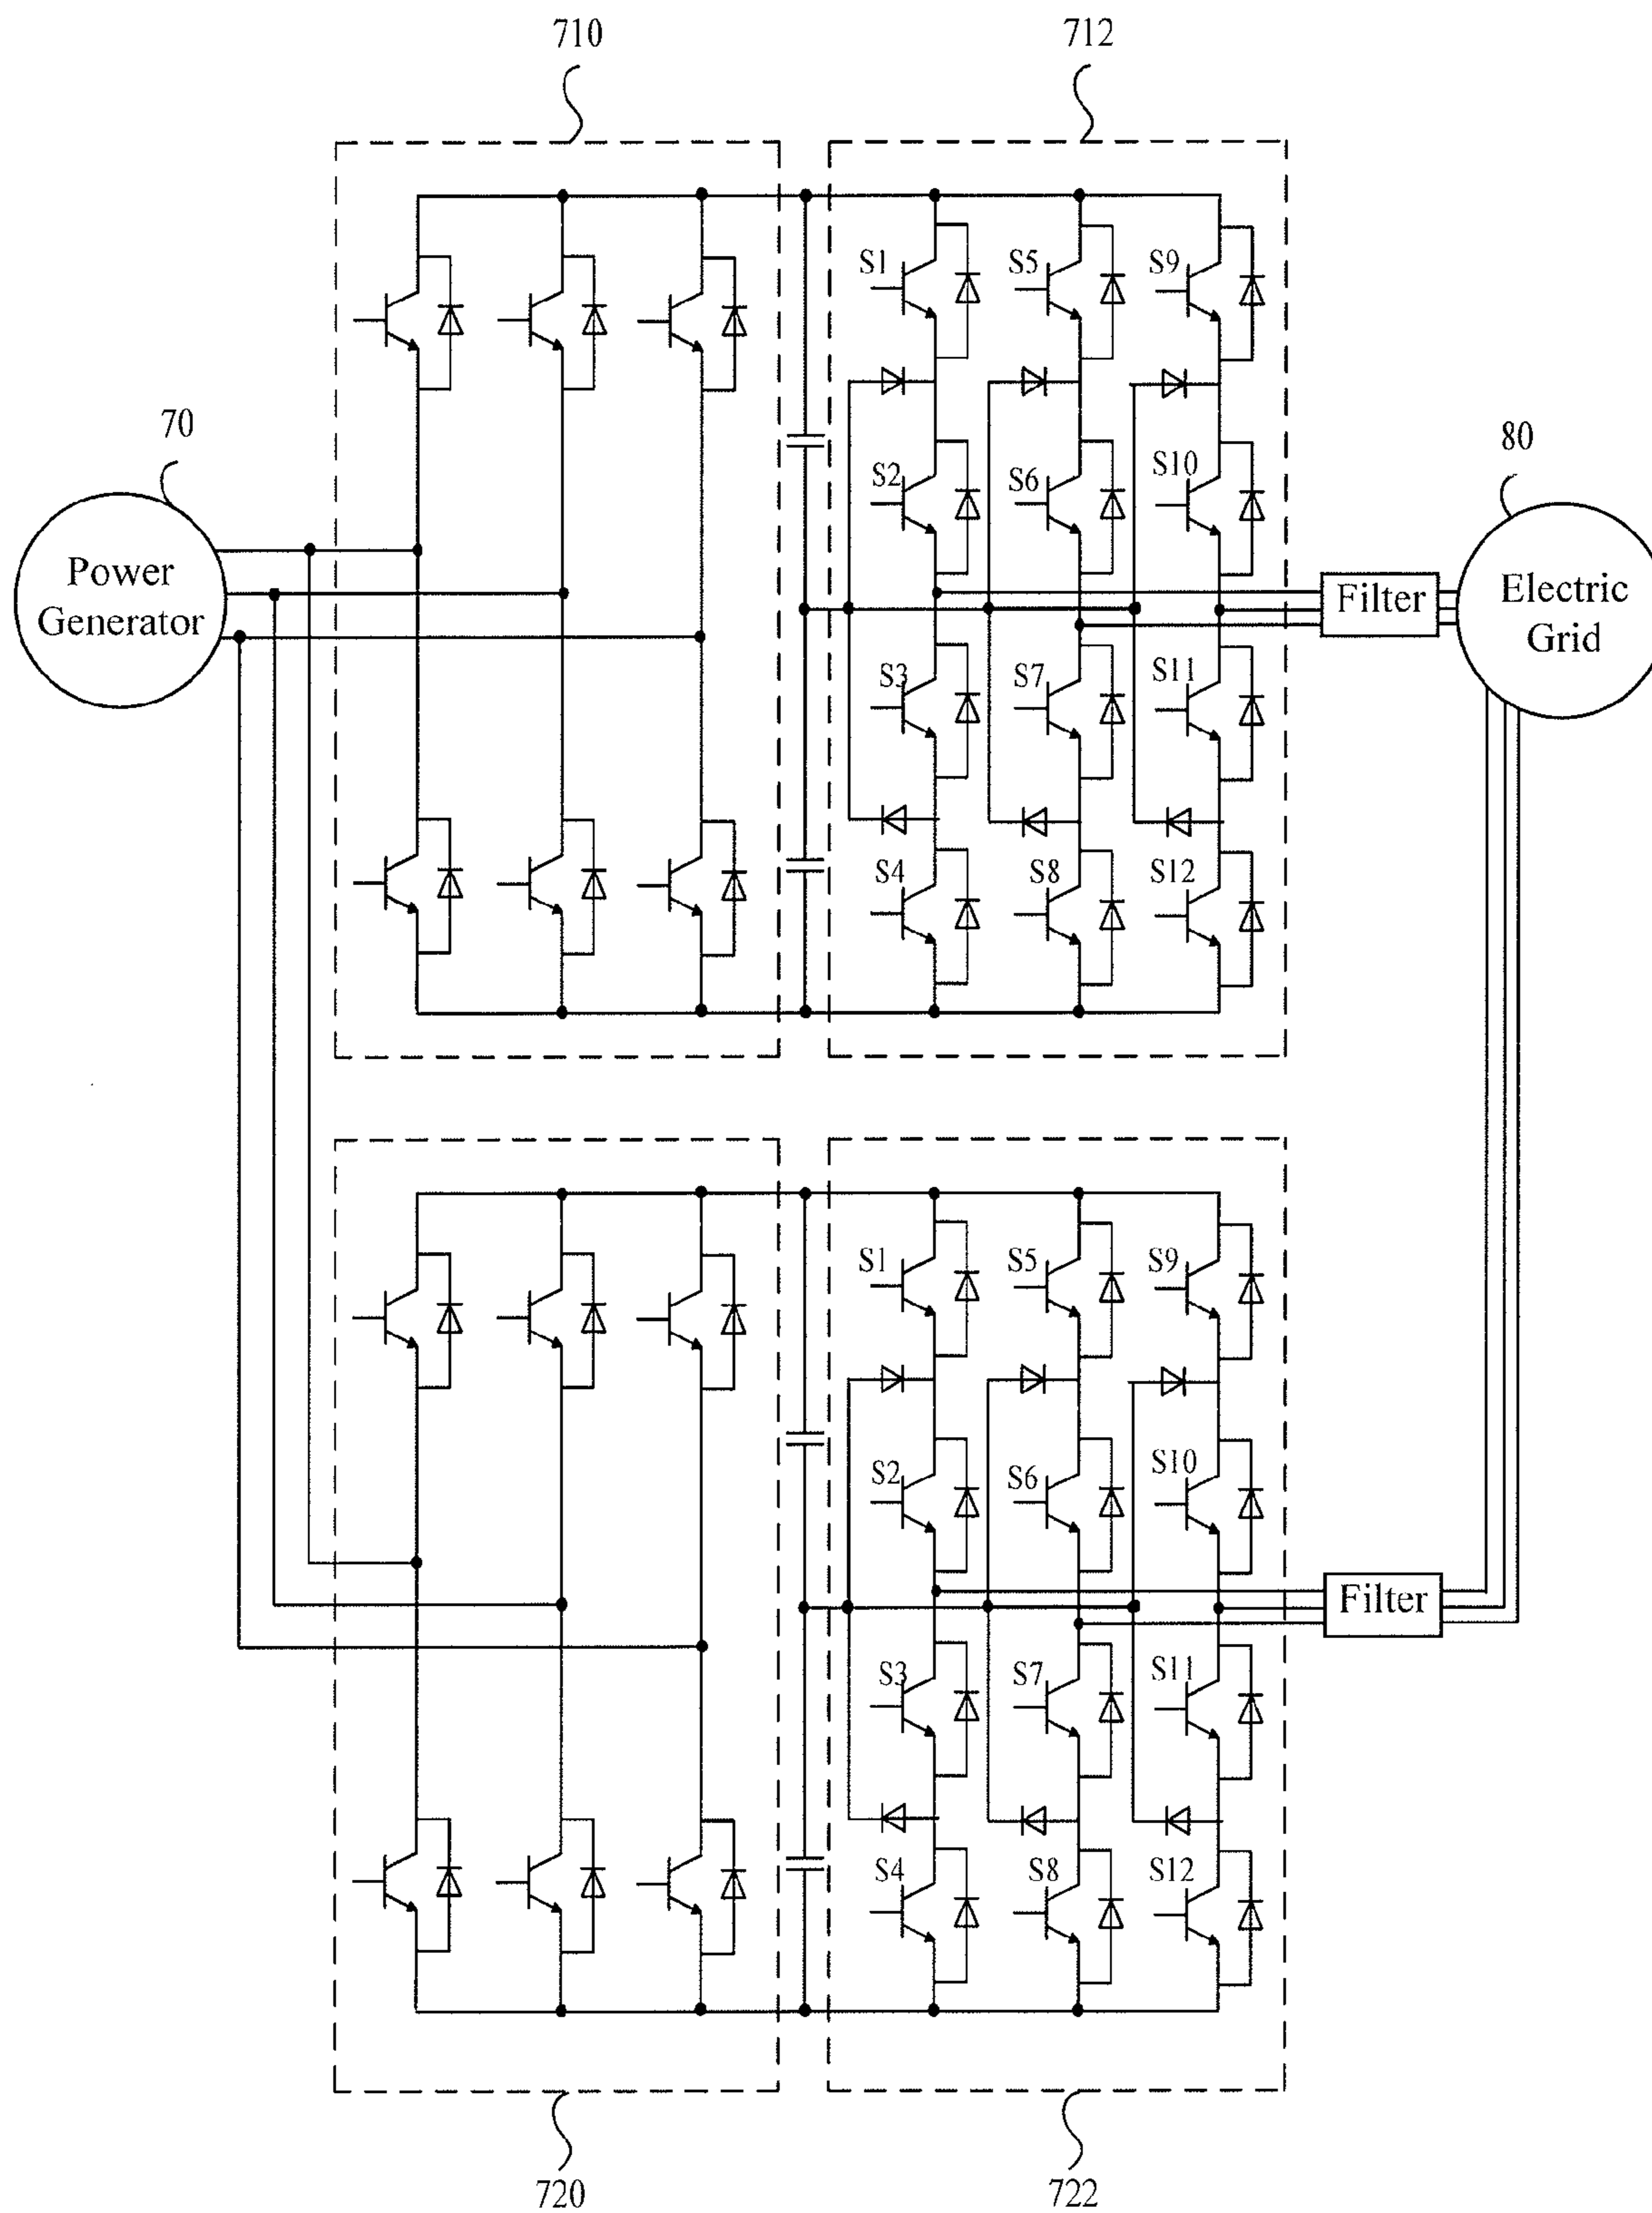 710
712
S1
S5
S9
70
80
S2
S6
S10
Power
Generator
Filter
Electric
Grid
S3
S7
S11
S4
S8
S12
S1
S5
S9
S2
S6
S10
Filter
S3
S7
S11
S4
S8
S12
720
722